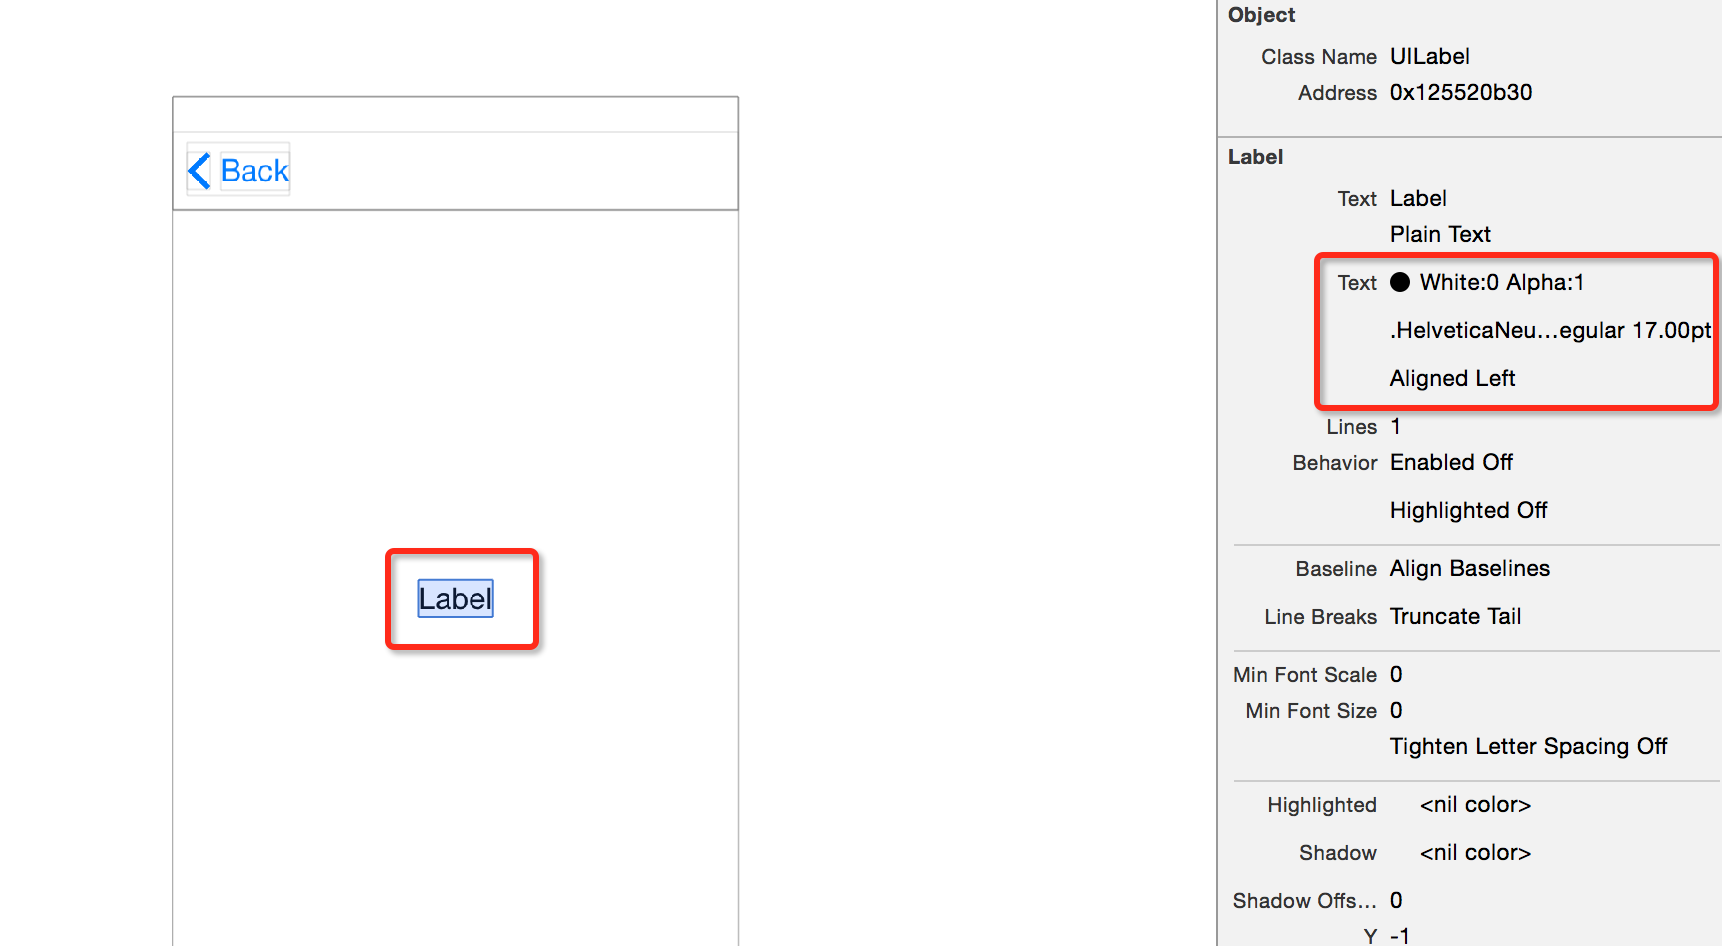 Back
Label
Object
Class Name UILabel
Address 0x125520b30
Label
Text Label
Plain Text
Text White:0 Alpha:1
.HelveticaNeu...egular 17.00pt
Aligned Left
Lines 1
Behavior Enabled Off
Highlighted Off
Baseline Align Baselines
Line Breaks Truncate Tail
Min Font Scale 0
Min Font Size 0
Tighten Letter Spacing Off
Highlighted <nil color>
Shadow <nil color>
Shadow Offs... 0
Y -1